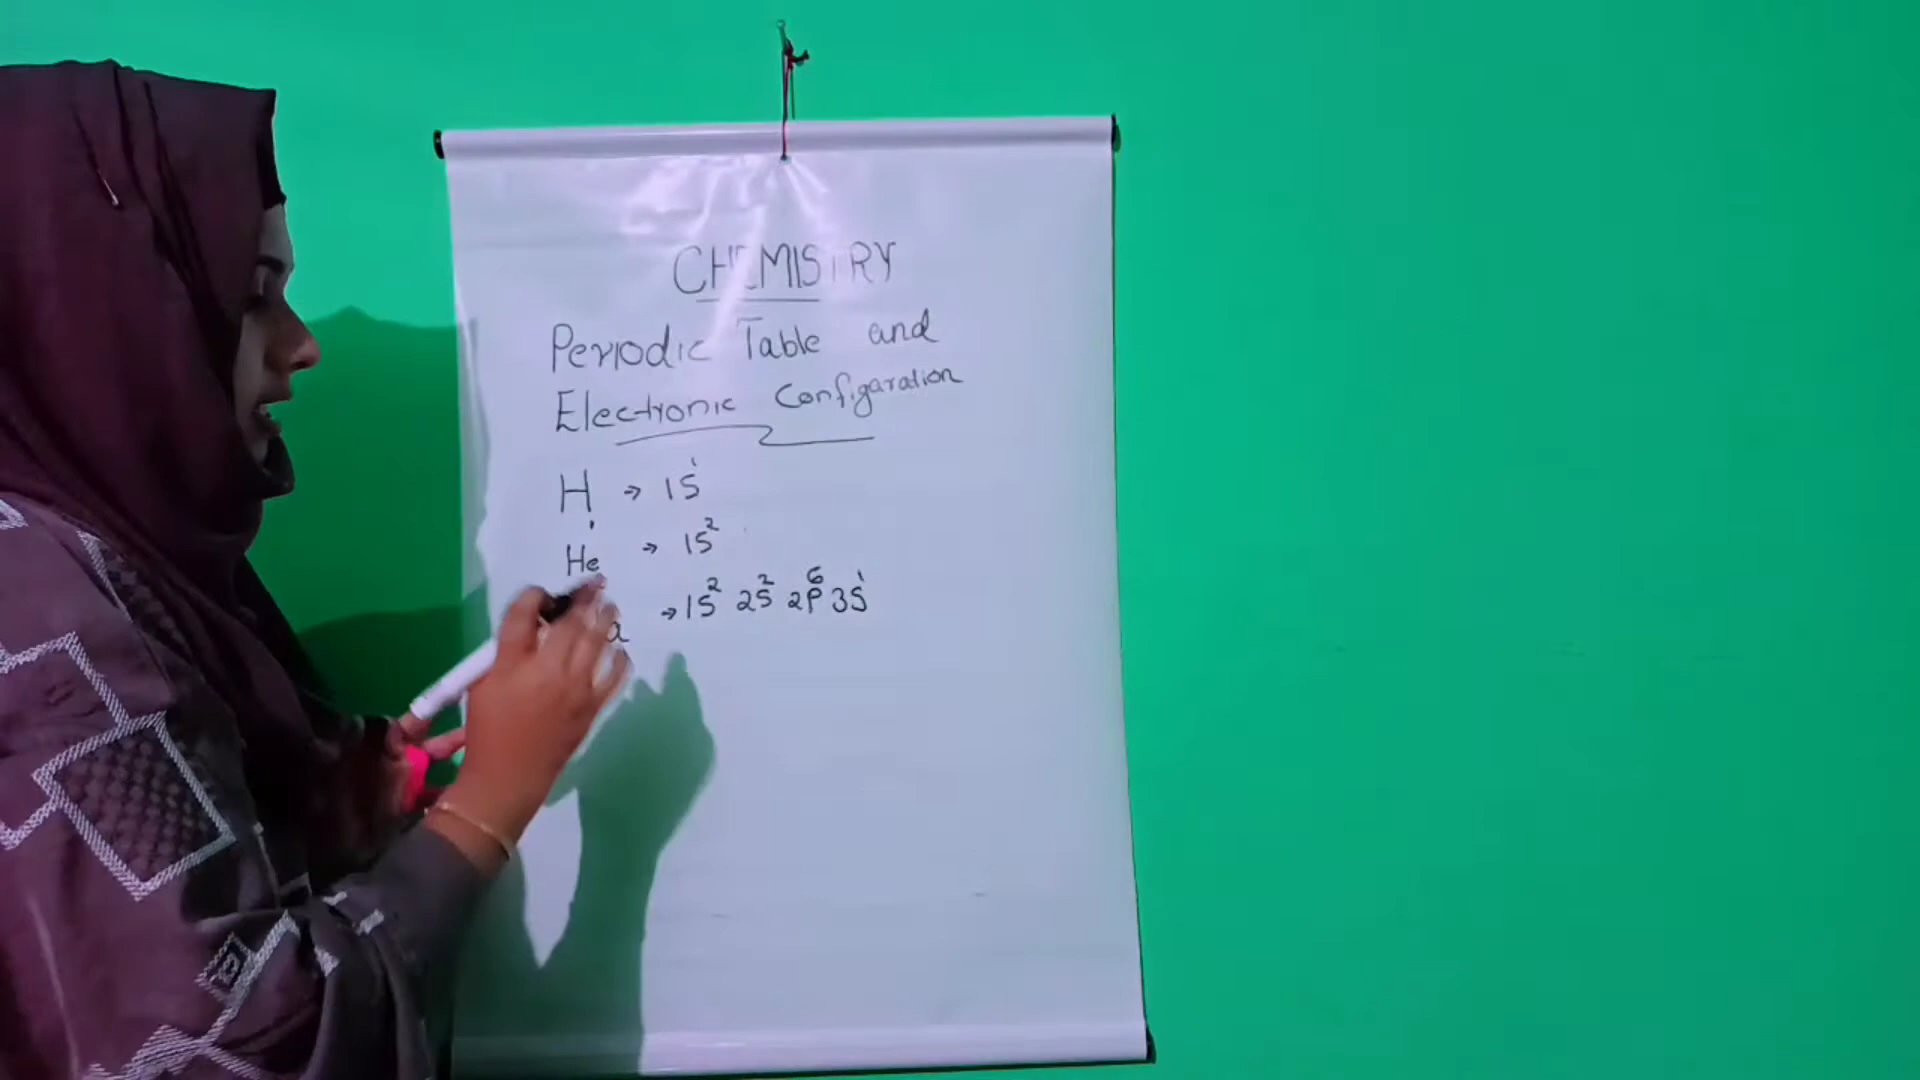 CHEMISTRY
Periodic Table and
Electronic Configaration
H → 1S¹
He → 1S²
a → 1S² 2S² 2P⁶ 3S¹